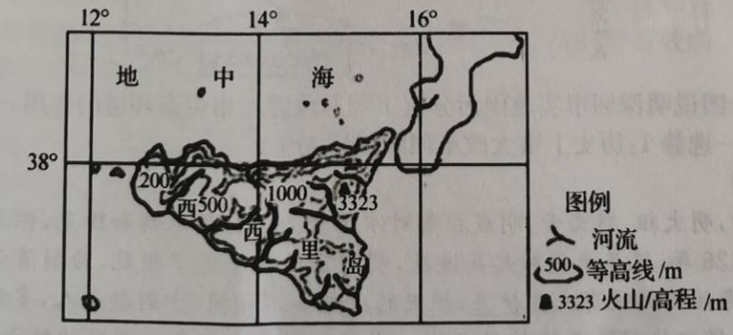 12° 14° 16°
地 中 海
38°
200
西 500 1000
3323
西
里 岛
图例
河流
500 等高线/m
3323 火山/高程 /m